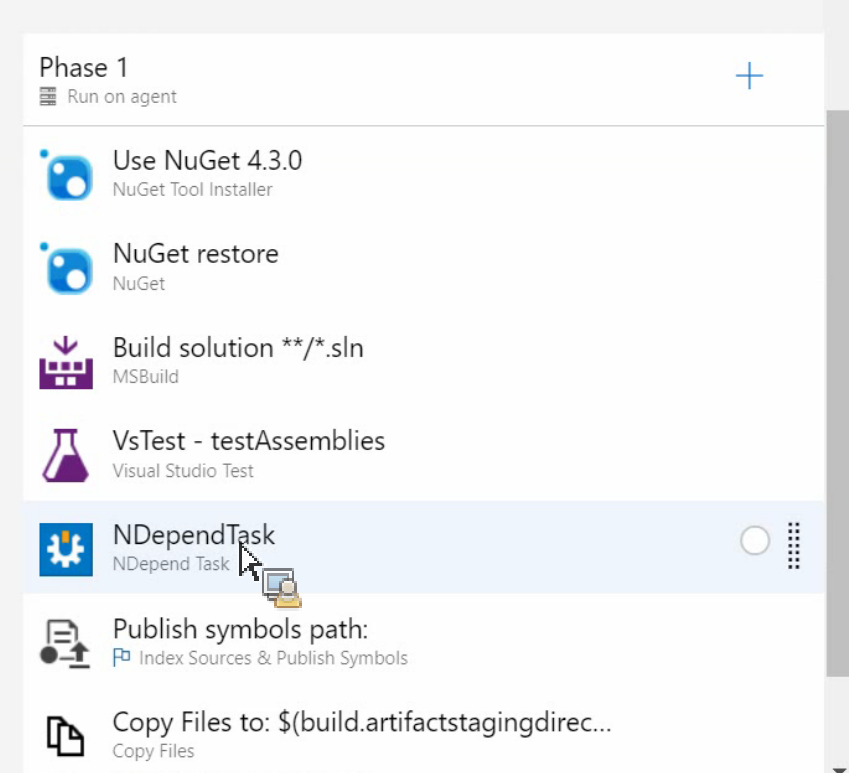 Phase 1
Run on agent
Use NuGet 4.3.0
NuGet Tool Installer
NuGet restore
NuGet
Build solution **/*.sln
MSBuild
VsTest - testAssemblies
Visual Studio Test
NDependTask
NDepend Task
Publish symbols path:
Index Sources & Publish Symbols
Copy Files to: $(build.artifactstagingdirec...
Copy Files